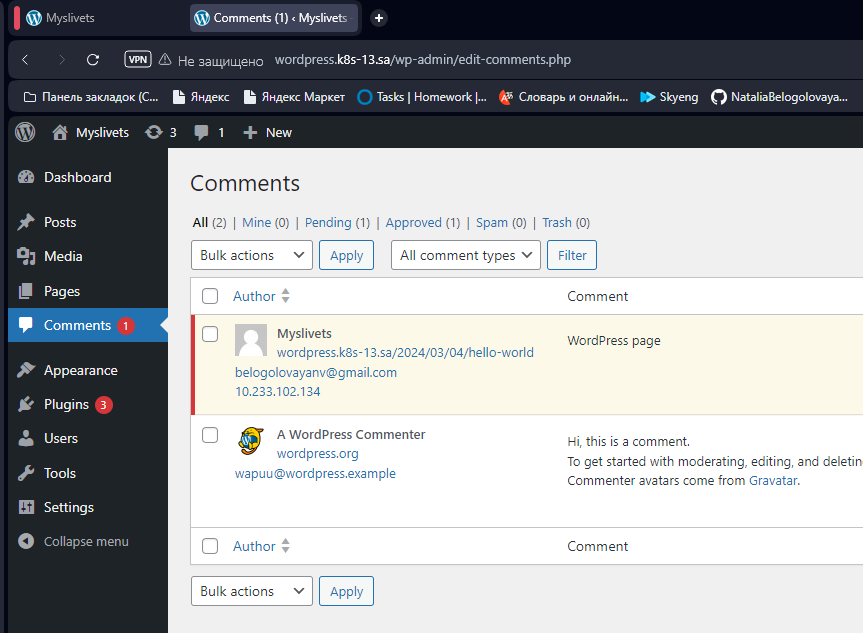 Myslivets
Comments (1) ‹ Myslivets
VPN Не защищено wordpress.k8s-13.sa/wp-admin/edit-comments.php
Панель закладок (С... Яндекс Яндекс Маркет Tasks | Homework |... Словарь и онлайн... Skyeng NataliaBelogolovaya...
Myslivets 3 1 New
Dashboard
Posts
Media
Pages
Comments 1
Appearance
Plugins 3
Users
Tools
Settings
Collapse menu
Comments
All (2) | Mine (0) | Pending (1) | Approved (1) | Spam (0) | Trash (0)
Bulk actions Apply All comment types Filter
Author Comment
Myslivets
wordpress.k8s-13.sa/2024/03/04/hello-world
belogolovayanv@gmail.com
10.233.102.134
WordPress page
A WordPress Commenter
wordpress.org
wapuu@wordpress.example
Hi, this is a comment.
To get started with moderating, editing, and deletin
Commenter avatars come from Gravatar.
Author Comment
Bulk actions Apply